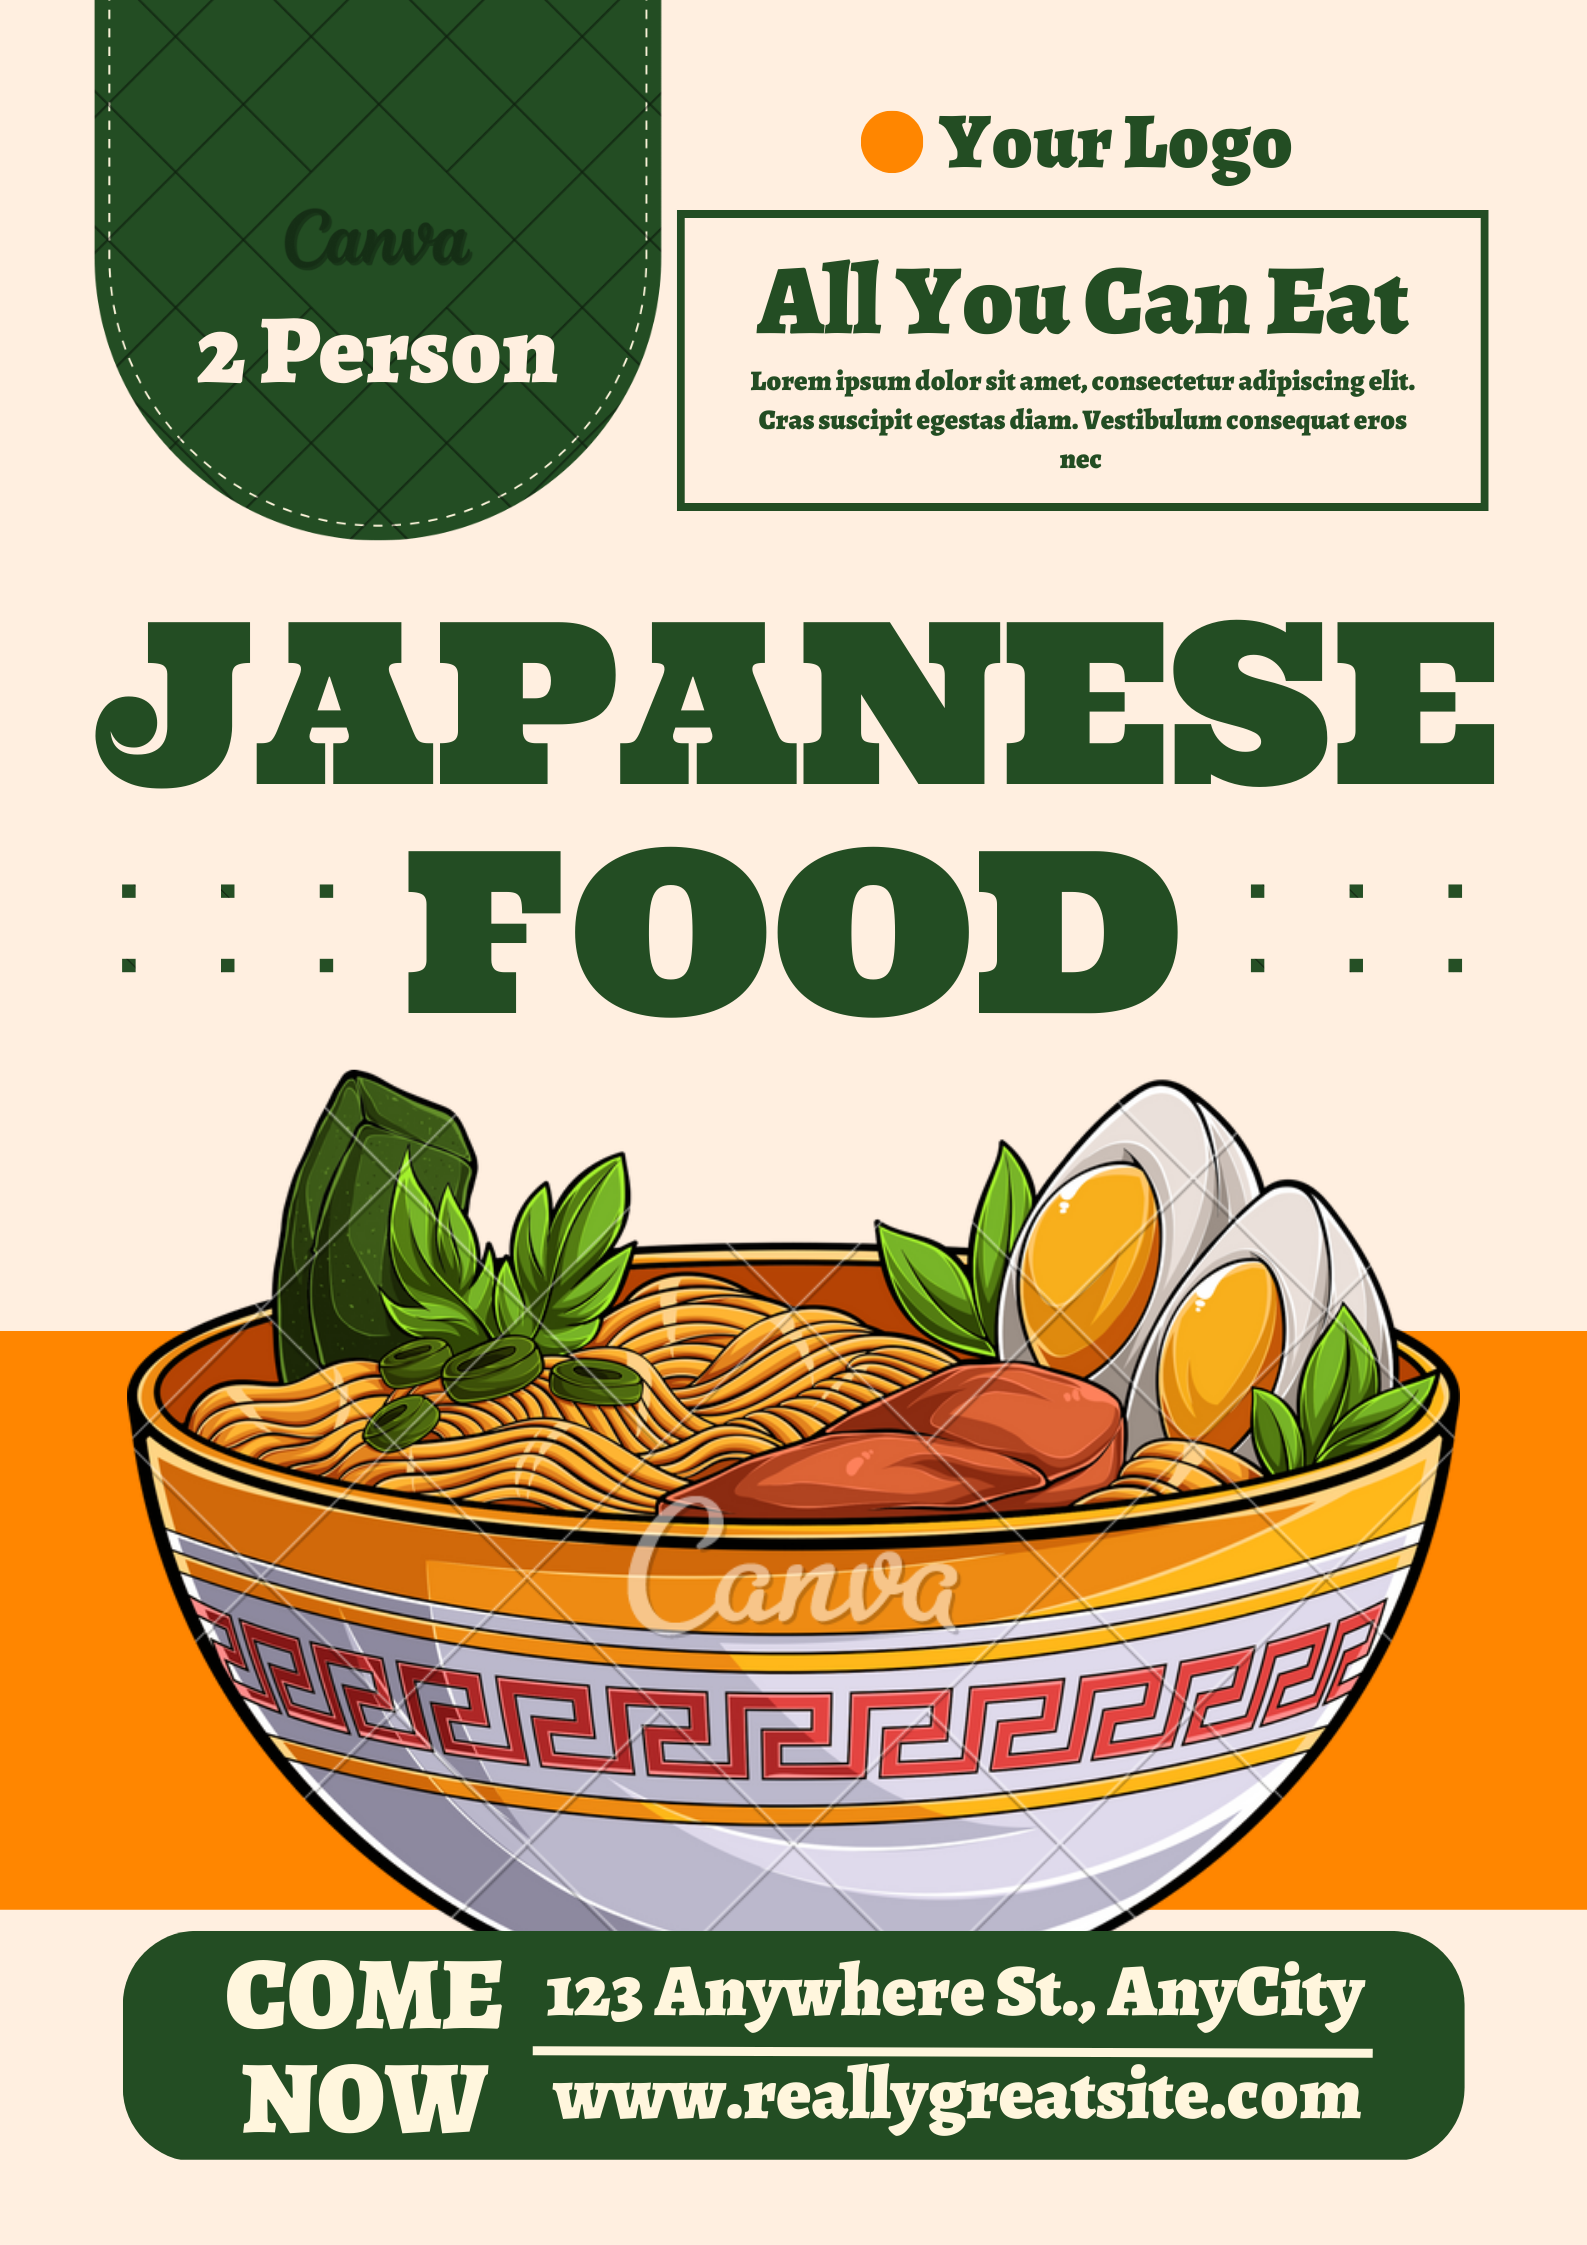 Your Logo
Canva
2 Person
All You Can Eat
Lorem ipsum dolor sit amet, consectetur adipiscing elit.
Cras suscipit egestas diam. Vestibulum consequat eros
nec
JAPANESE
FOOD
Canva
COME
NOW
123 Anywhere St., AnyCity
www.reallygreatsite.com